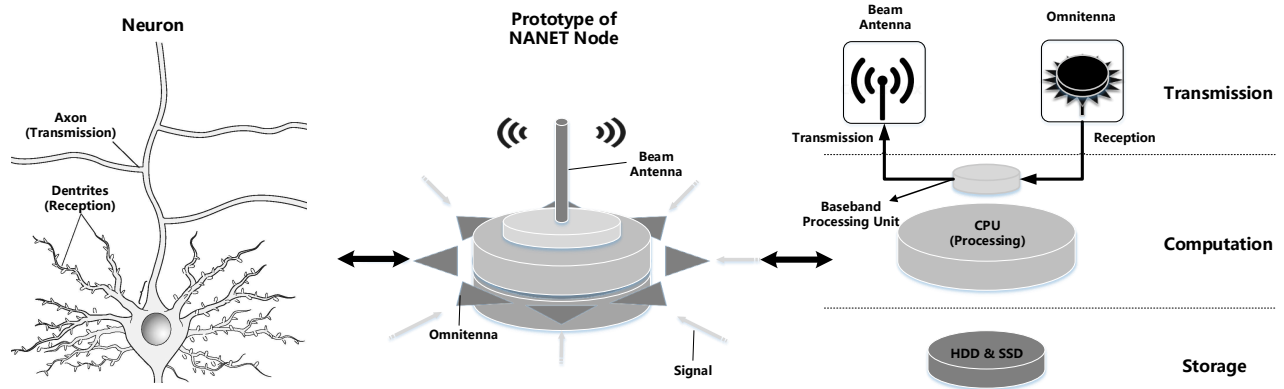 Neuron
Axon
(Transmission)
Dentrites
(Reception)
Prototype of
NANET Node
Beam
Antenna
Omnitenna
Signal
Beam
Antenna
Omnitenna
Transmission
Transmission
Reception
Baseband
Processing Unit
CPU
(Processing)
Computation
HDD & SSD
Storage